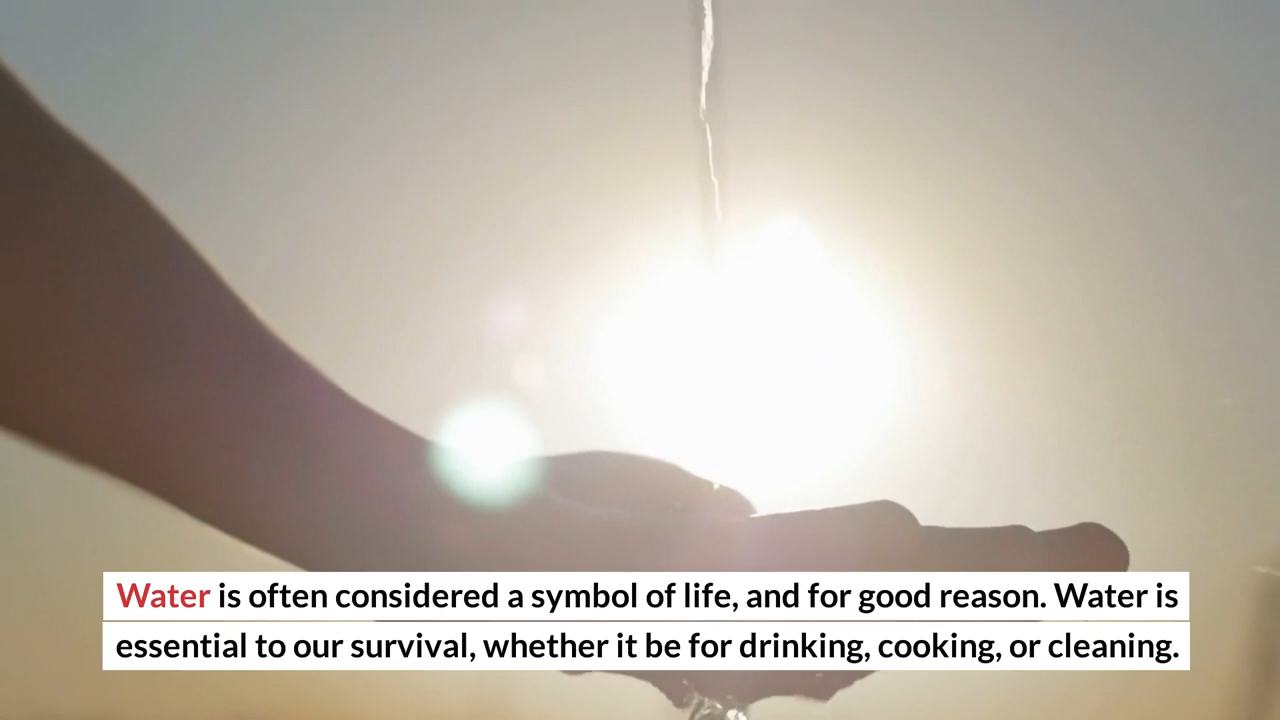 Water is often considered a symbol of life, and for good reason. Water is
essential to our survival, whether it be for drinking, cooking, or cleaning.